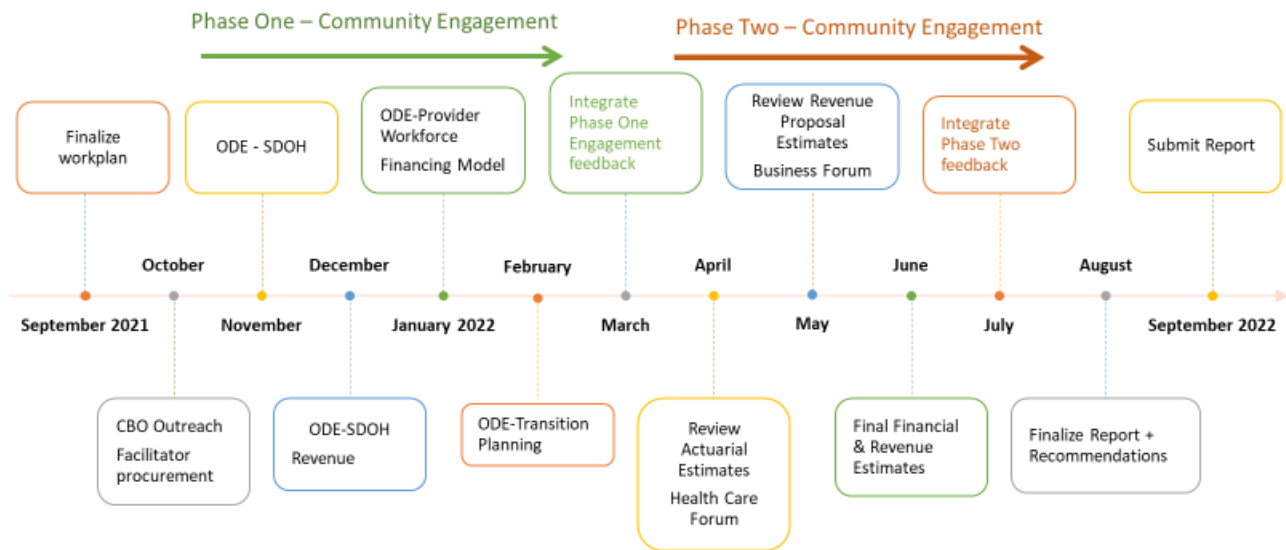 Phase One – Community Engagement
Phase Two – Community Engagement
Finalize
workplan
ODE - SDOH
ODE-Provider
Workforce
Financing Model
Integrate
Phase One
Engagement
feedback
Review Revenue
Proposal
Estimates
Business Forum
Integrate
Phase Two
feedback
Submit Report
October
December
February
April
June
August
September 2021
November
January 2022
March
May
July
September 2022
CBO Outreach
Facilitator
procurement
ODE-SDOH
Revenue
ODE-Transition
Planning
Review
Actuarial
Estimates
Health Care
Forum
Final Financial
& Revenue
Estimates
Finalize Report +
Recommendations